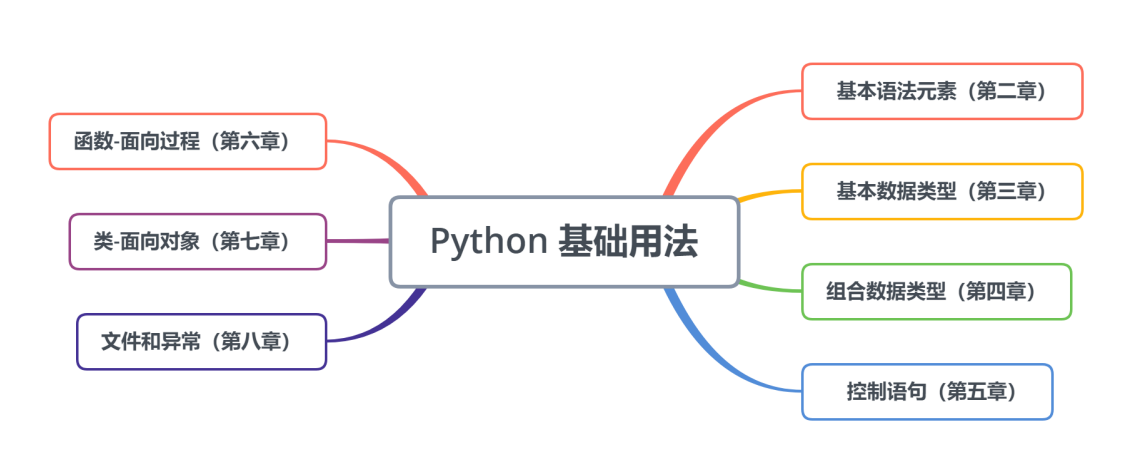 Python 基础用法
基本语法元素（第二章）
基本数据类型（第三章）
组合数据类型（第四章）
控制语句（第五章）
函数-面向过程（第六章）
类-面向对象（第七章）
文件和异常（第八章）